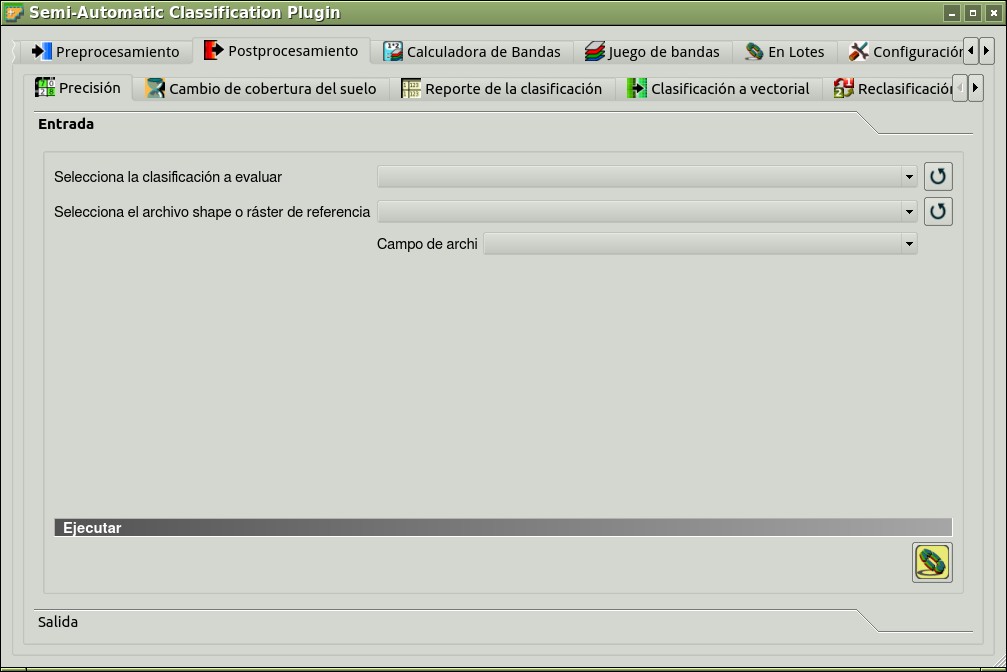 Semi-Automatic Classification Plugin
Preprocesamiento Postprocesamiento Calculadora de Bandas Juego de bandas En Lotes Configuración
Precisión Cambio de cobertura del suelo Reporte de la clasificación Clasificación a vectorial Reclasificación
Entrada
Selecciona la clasificación a evaluar
Selecciona el archivo shape o ráster de referencia
Campo de archi
Ejecutar
Salida